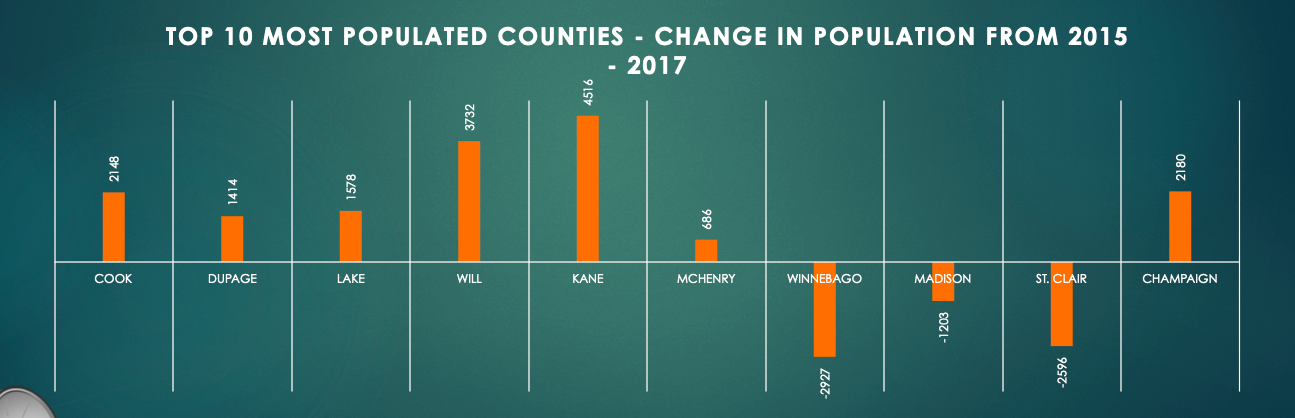 TOP 10 MOST POPULATED COUNTIES - CHANGE IN POPULATION FROM 2015
- 2017
2148
1414
1578
3732
4516
686
-2927
-1203
-2596
2180
COOK
DUPAGE
LAKE
WILL
KANE
MCHENRY
WINNEBAGO
MADISON
ST. CLAIR
CHAMPAIGN